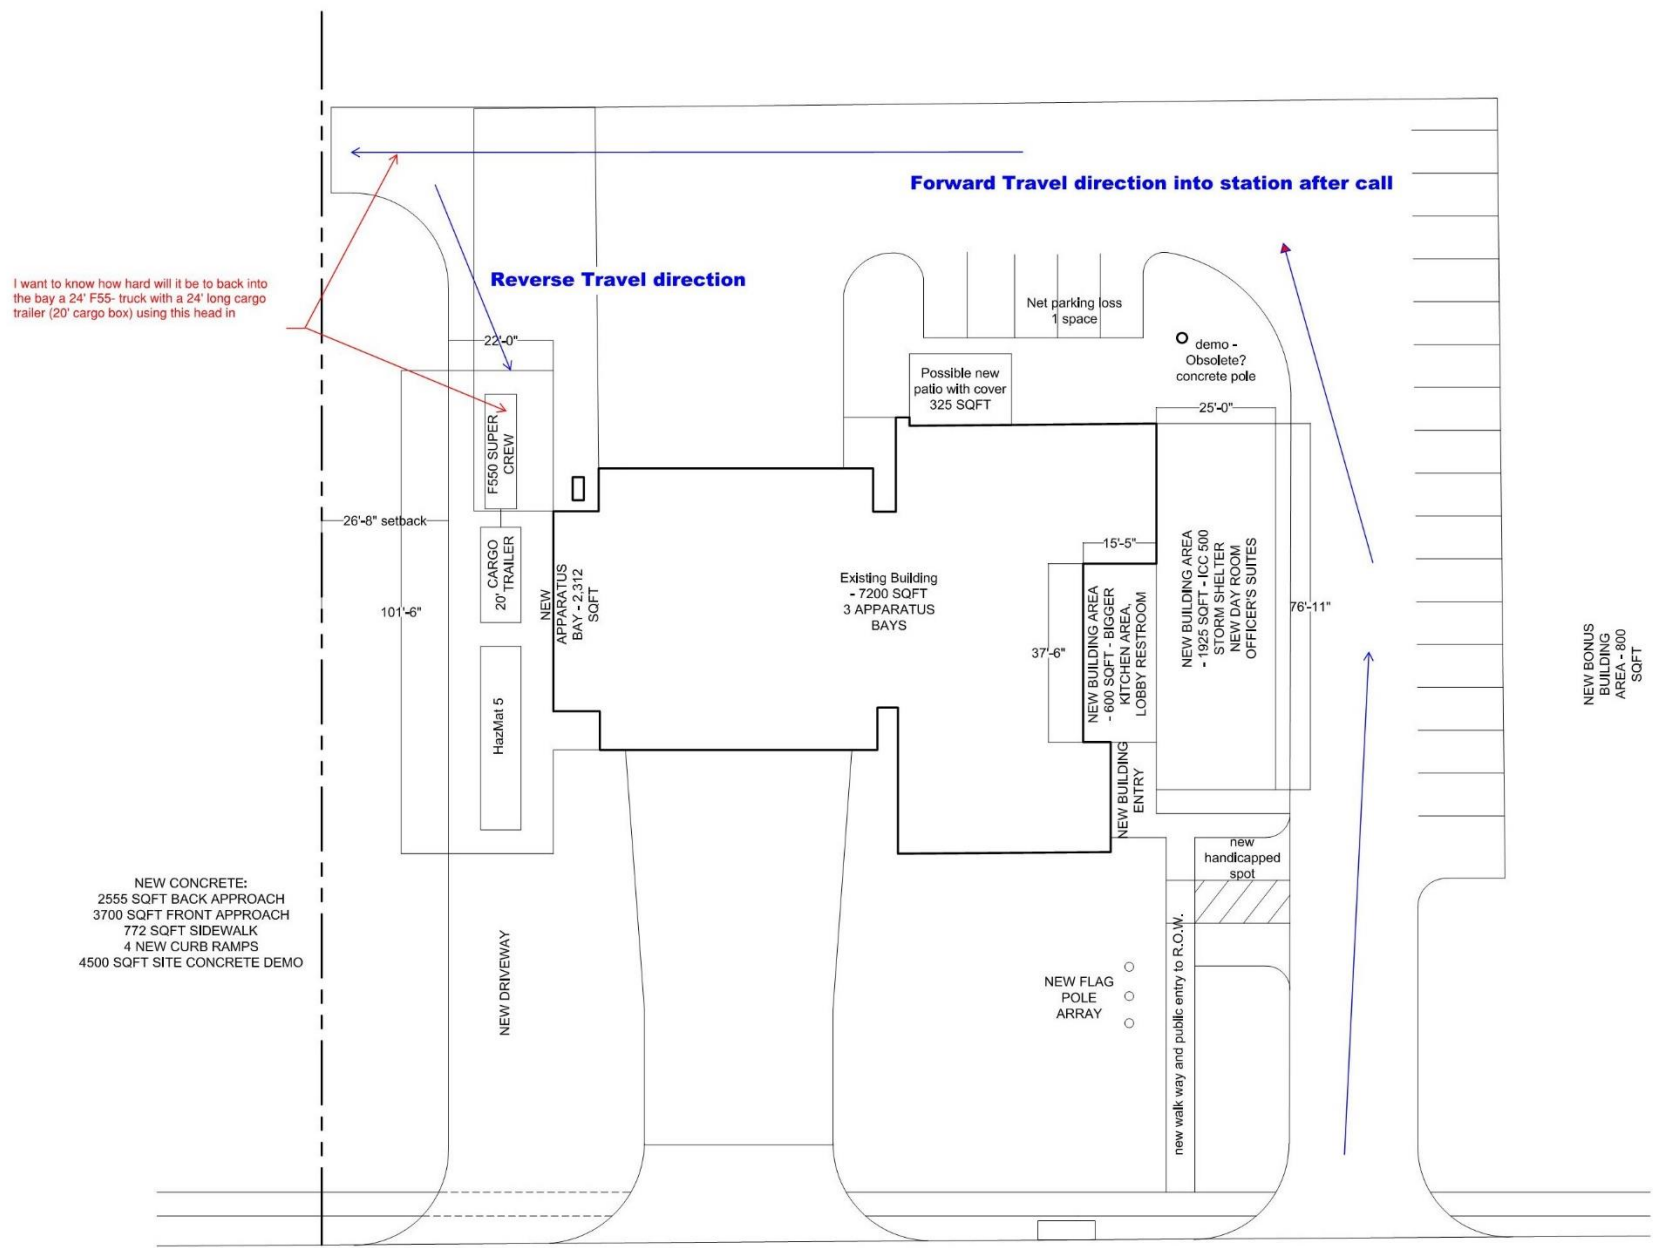 Forward Travel direction into station after call
Reverse Travel direction
I want to know how hard will it be to back into
the bay a 24' F55- truck with a 24' long cargo
trailer (20' cargo box) using this head in
Net parking loss
1 space
22'-0"
demo -
Obsolete?
concrete pole
Possible new
patio with cover
325 SQFT
25'-0"
F550 SUPER
CREW
26'-8" setback
15'-5"
20' CARGO
TRAILER
NEW
APPARATUS
BAY - 2,312
SQFT
Existing Building
- 7200 SQFT
3 APPARATUS
BAYS
NEW BUILDING AREA
- 1925 SQFT - ICC 500
STORM SHELTER
NEW DAY ROOM
OFFICER'S SUITES
101'-6"
76'-11"
37'-6"
NEW BUILDING AREA
- 600 SQFT - BIGGER
KITCHEN AREA,
LOBBY RESTROOM
NEW BONUS
BUILDING
AREA - 800
SQFT
HazMat 5
NEW BUILDING
ENTRY
new
handicapped
spot
NEW CONCRETE:
2555 SQFT BACK APPROACH
3700 SQFT FRONT APPROACH
772 SQFT SIDEWALK
4 NEW CURB RAMPS
4500 SQFT SITE CONCRETE DEMO
NEW DRIVEWAY
NEW FLAG
POLE
ARRAY
new walk way and public entry to R.O.W.